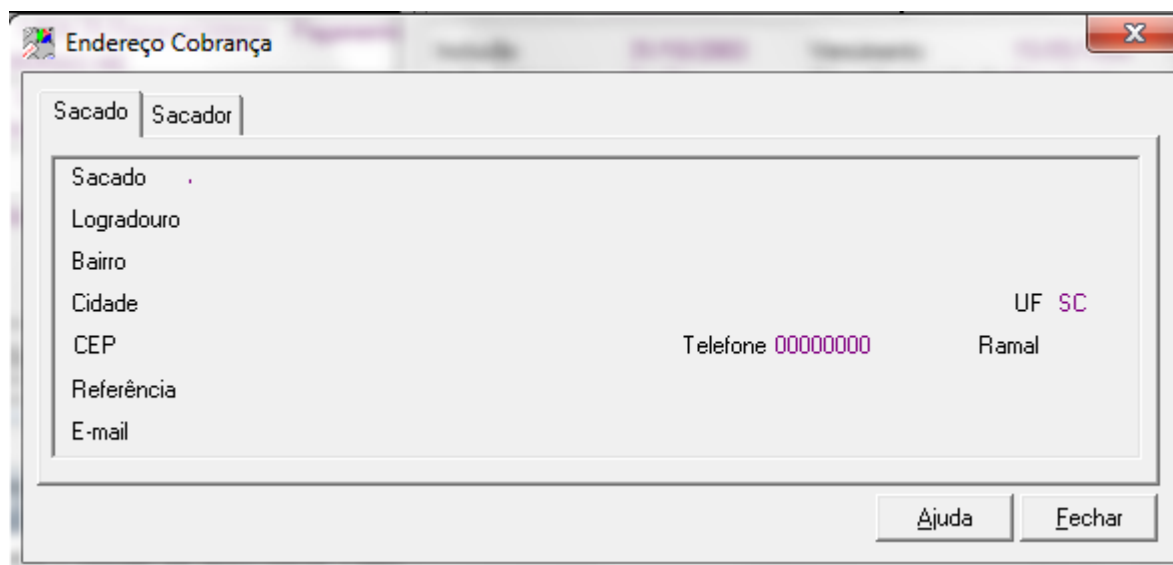 Endereço Cobrança
Sacado Sacador
Sacado .
Logradouro
Bairro
Cidade UF SC
CEP Telefone 00000000 Ramal
Referência
E-mail
Ajuda Fechar